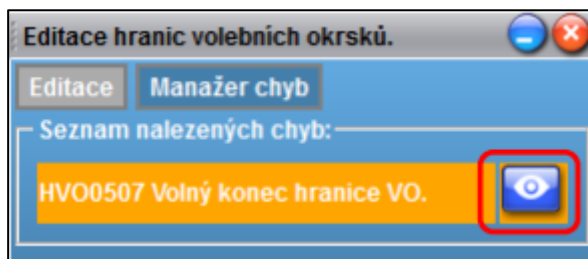 Editace hranic volebních okrsků.
Editace Manažer chyb
Seznam nalezených chyb:
HVO0507 Volný konec hranice VO.